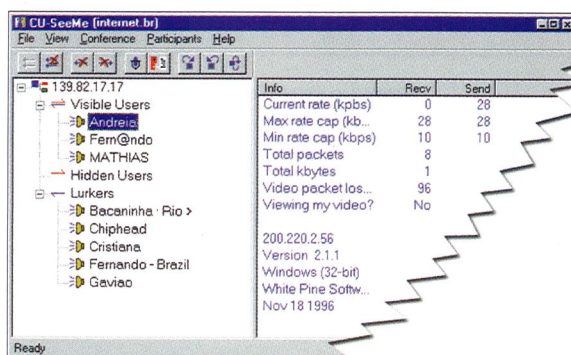 CU-SeeMe (internet.br)
File View Conference Participants Help
139.82.17.17
Visible Users
Andreia
Fern@ndo
MATHIAS
Hidden Users
Lurkers
Bacaninha · Rio >
Chiphead
Cristiana
Fernando - Brazil
Gaviao
Info Recv Send
Current rate (kpbs) 0 28
Max rate cap (kb... 28 28
Min rate cap (kbps) 10 10
Total packets 8
Total kbytes 1
Video packet los... 96
Viewing my video? No
200.220.2.56
Version 2.1.1
Windows (32-bit)
White Pine Softw...
Nov 18 1996
Ready